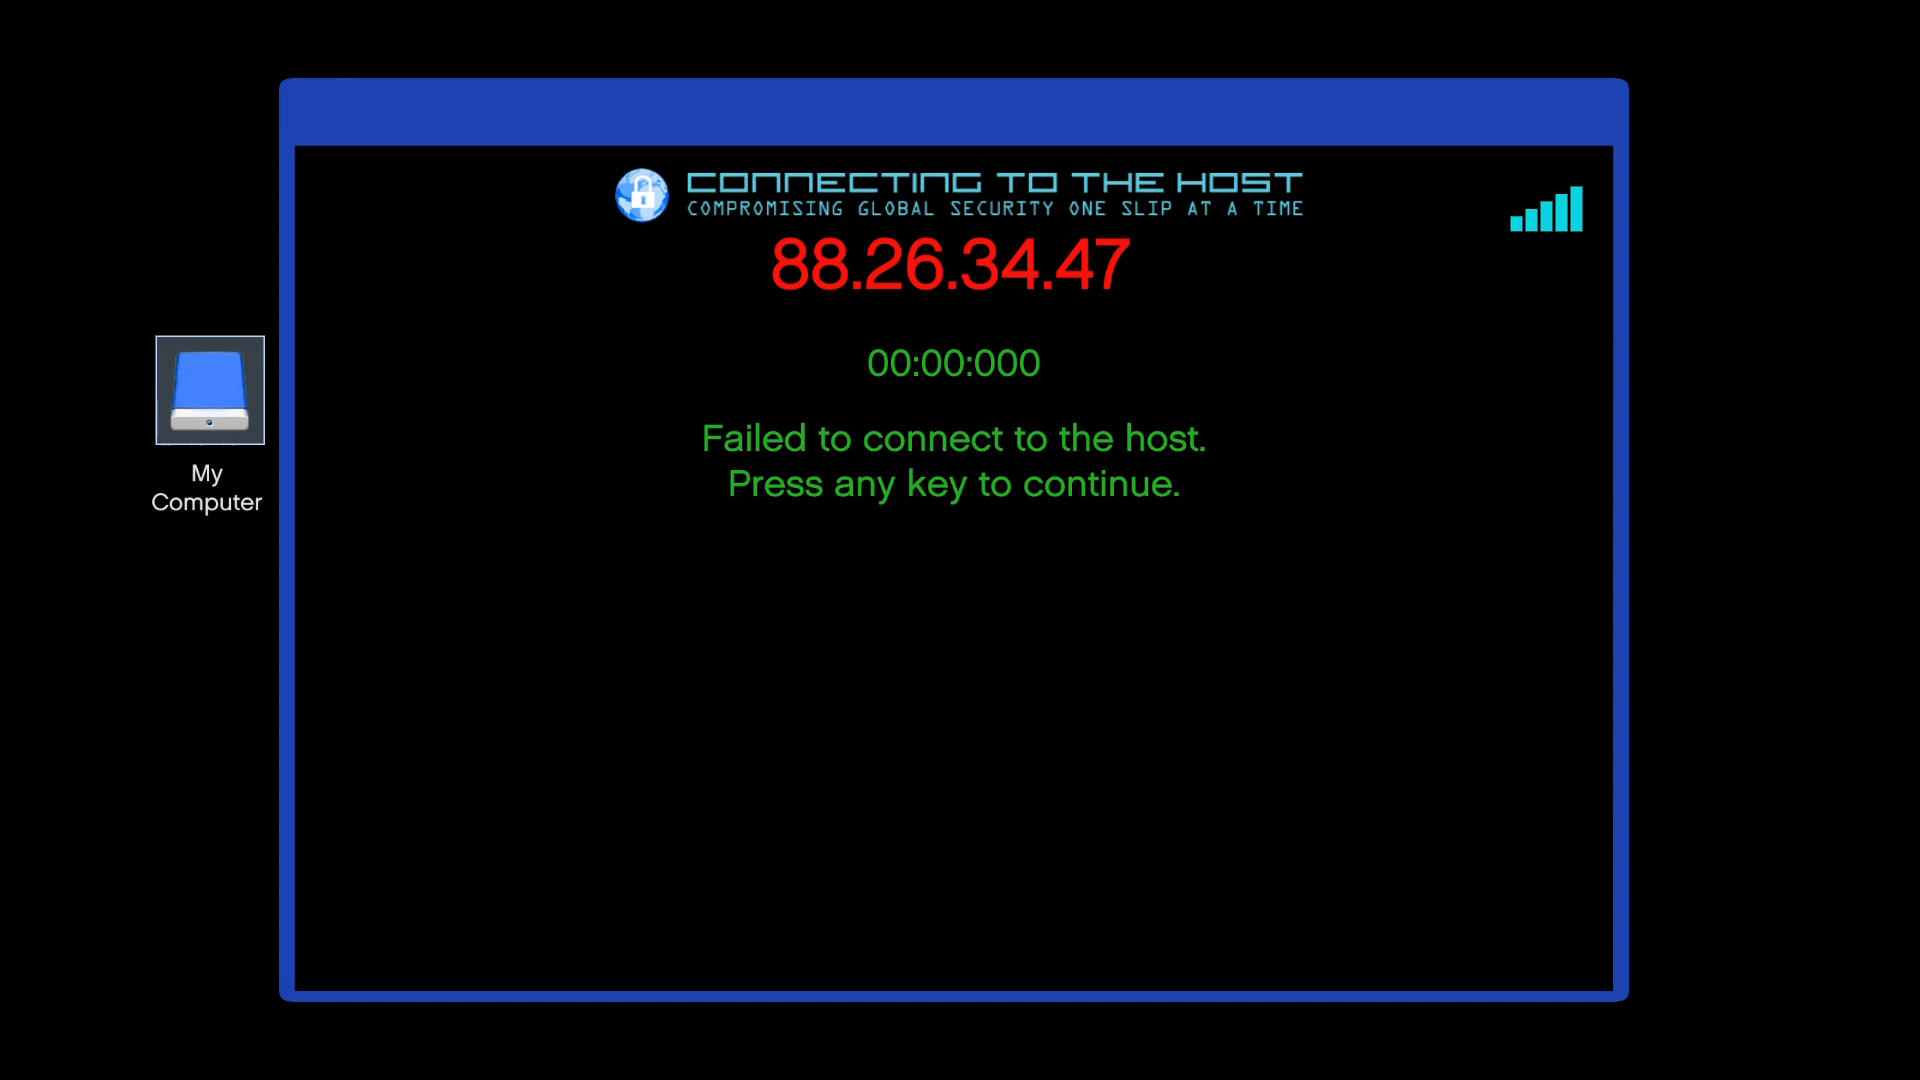 CONNECTING TO THE HOST
COMPROMISING GLOBAL SECURITY ONE SLIP AT A TIME
88.26.34.47
00:00:000
Failed to connect to the host.
Press any key to continue.
My
Computer